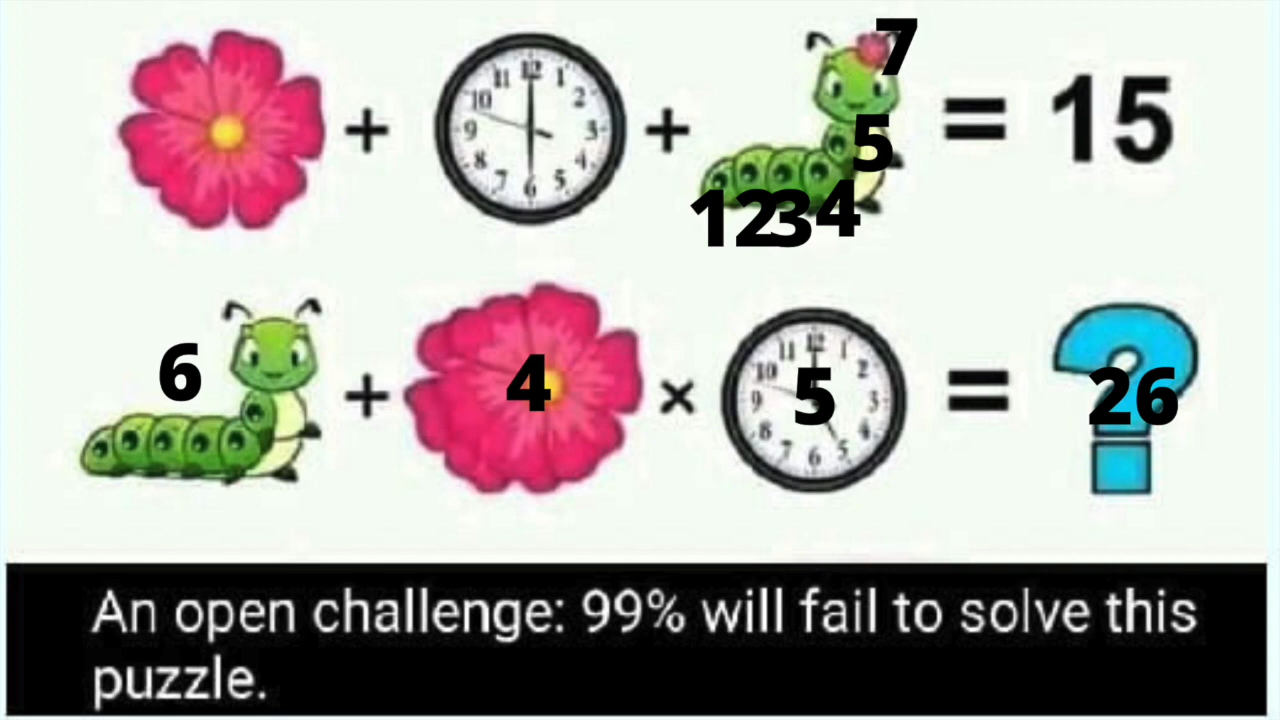 + + 7 5 1234 = 15
6 + 4 × 5 = ? 26
An open challenge: 99% will fail to solve this
puzzle.